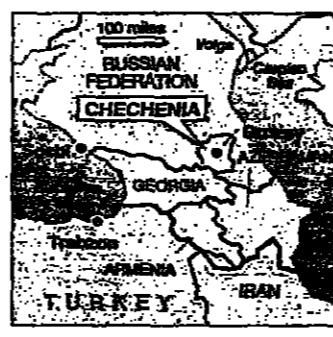 100 miles
Volga
RUSSIAN
FEDERATION
Caspian
Sea
CHECHENIA
GEORGIA
Trabzon
ARMENIA
TURKEY
IRAN